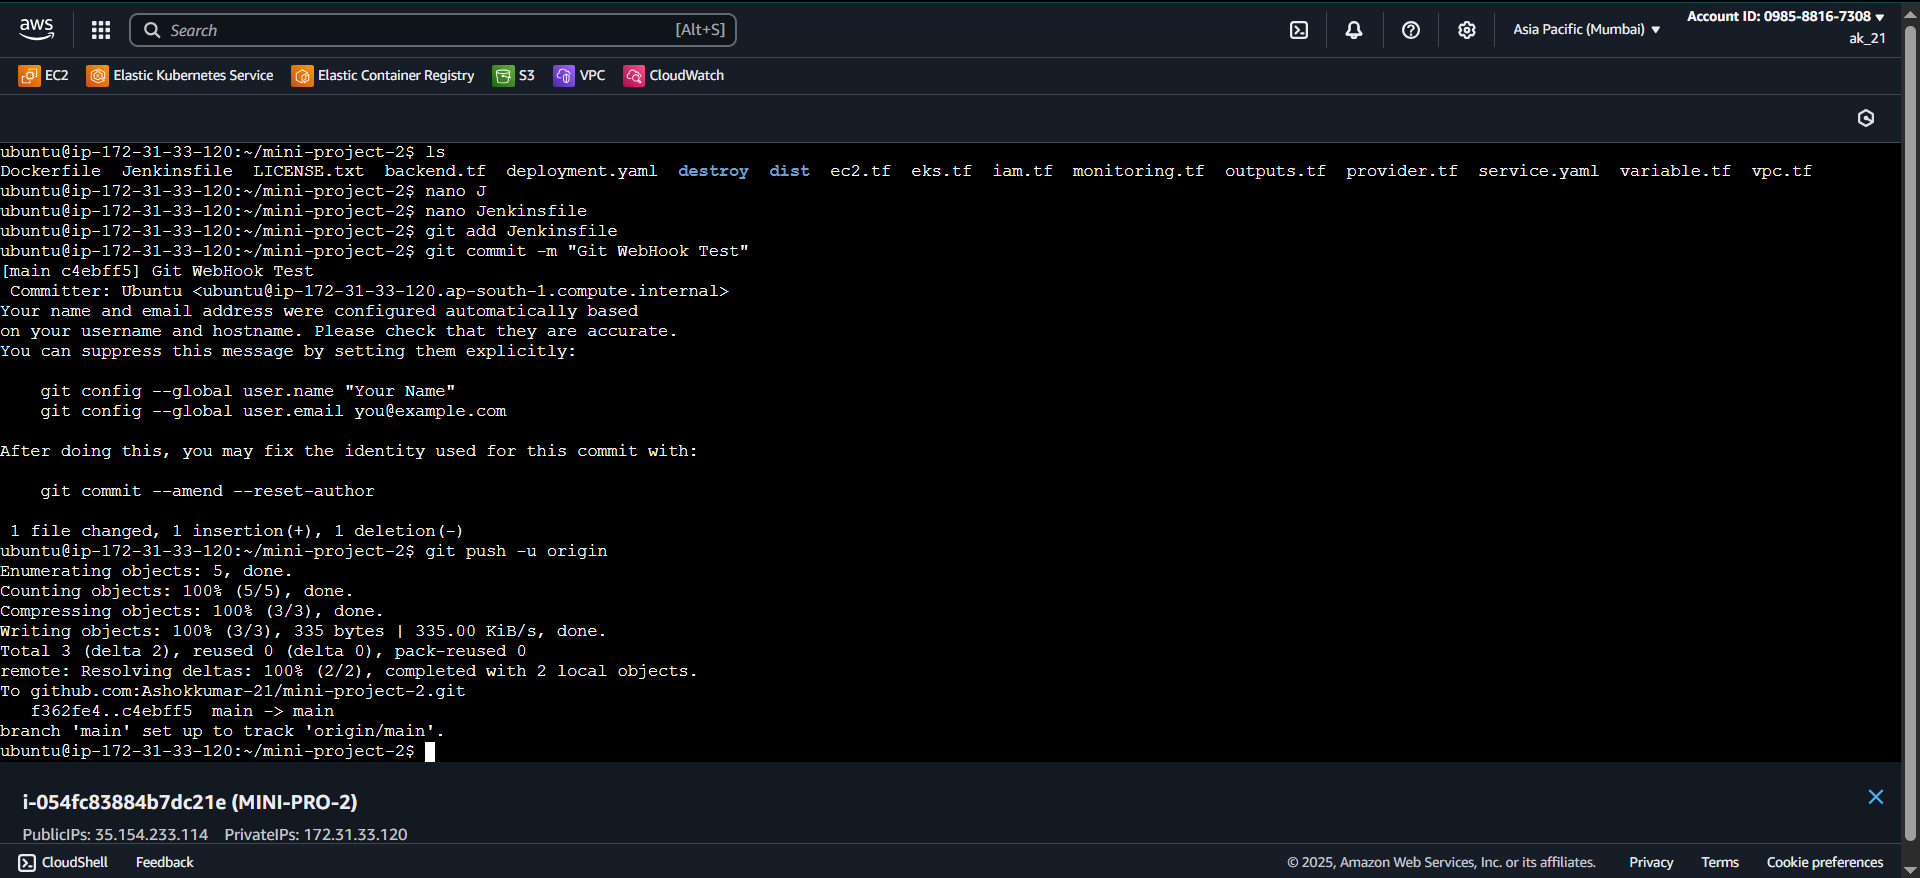 aws
Search [Alt+S]
Asia Pacific (Mumbai) ▼
Account ID: 0985-8816-7308 ▼
ak_21
EC2 Elastic Kubernetes Service Elastic Container Registry S3 VPC CloudWatch
ubuntu@ip-172-31-33-120:~/mini-project-2$ ls
Dockerfile Jenkinsfile LICENSE.txt backend.tf deployment.yaml destroy dist ec2.tf eks.tf iam.tf monitoring.tf outputs.tf provider.tf service.yaml variable.tf vpc.tf
ubuntu@ip-172-31-33-120:~/mini-project-2$ nano J
ubuntu@ip-172-31-33-120:~/mini-project-2$ nano Jenkinsfile
ubuntu@ip-172-31-33-120:~/mini-project-2$ git add Jenkinsfile
ubuntu@ip-172-31-33-120:~/mini-project-2$ git commit -m "Git WebHook Test"
[main c4ebff5] Git WebHook Test
Committer: Ubuntu <ubuntu@ip-172-31-33-120.ap-south-1.compute.internal>
Your name and email address were configured automatically based
on your username and hostname. Please check that they are accurate.
You can suppress this message by setting them explicitly:
git config --global user.name "Your Name"
git config --global user.email you@example.com
After doing this, you may fix the identity used for this commit with:
git commit --amend --reset-author
1 file changed, 1 insertion(+), 1 deletion(-)
ubuntu@ip-172-31-33-120:~/mini-project-2$ git push -u origin
Enumerating objects: 5, done.
Counting objects: 100% (5/5), done.
Compressing objects: 100% (3/3), done.
Writing objects: 100% (3/3), 335 bytes | 335.00 KiB/s, done.
Total 3 (delta 2), reused 0 (delta 0), pack-reused 0
remote: Resolving deltas: 100% (2/2), completed with 2 local objects.
To github.com:Ashokkumar-21/mini-project-2.git
f362fe4..c4ebff5 main -> main
branch 'main' set up to track 'origin/main'.
ubuntu@ip-172-31-33-120:~/mini-project-2$
i-054fc83884b7dc21e (MINI-PRO-2)
PublicIPs: 35.154.233.114 PrivateIPs: 172.31.33.120
CloudShell Feedback © 2025, Amazon Web Services, Inc. or its affiliates. Privacy Terms Cookie preferences